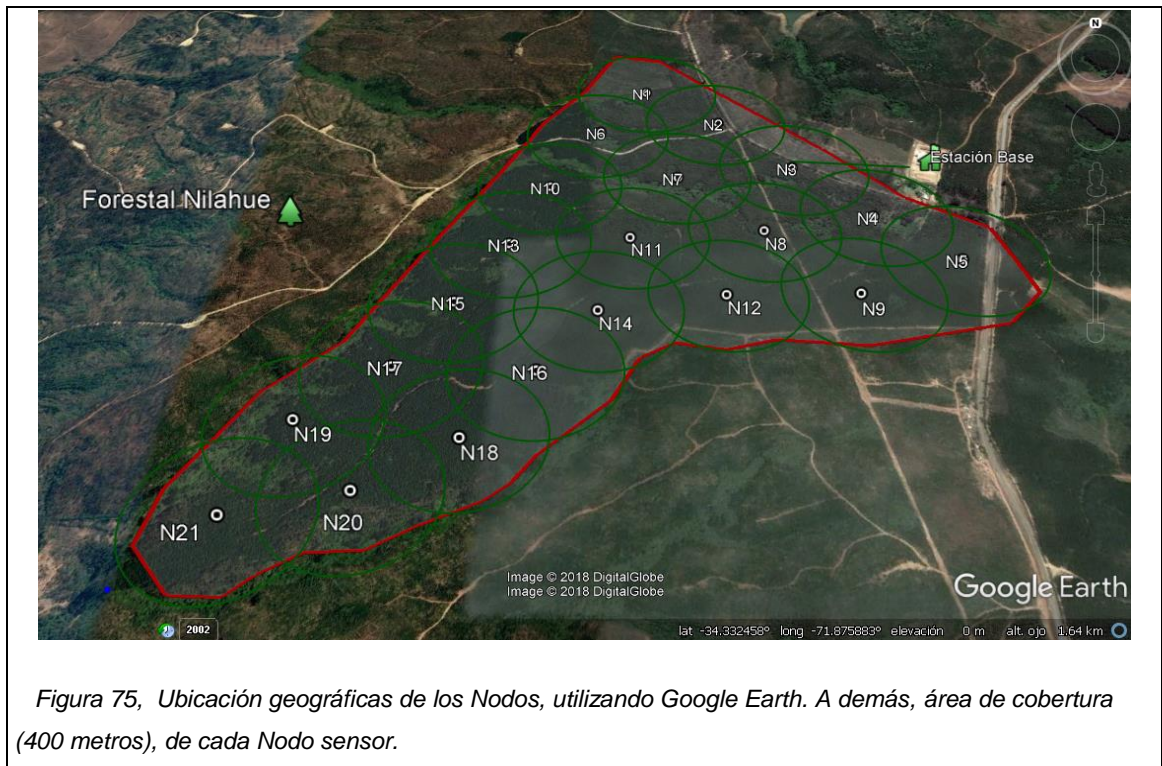 N
N1
N2
N6
Estación Base
N3
N7
Forestal Nilahue
N10
N4
N13
N11
N8
N5
N15
N14
N12
N9
N17
N16
N19
N18
N21
N20
Image © 2018 DigitalGlobe
Image © 2018 DigitalGlobe
Google Earth
2002
lat -34.332458° long -71.875883° elevación 0 m alt. ojo 1.64 km
Figura 75, Ubicación geográficas de los Nodos, utilizando Google Earth. A demás, área de cobertura
(400 metros), de cada Nodo sensor.